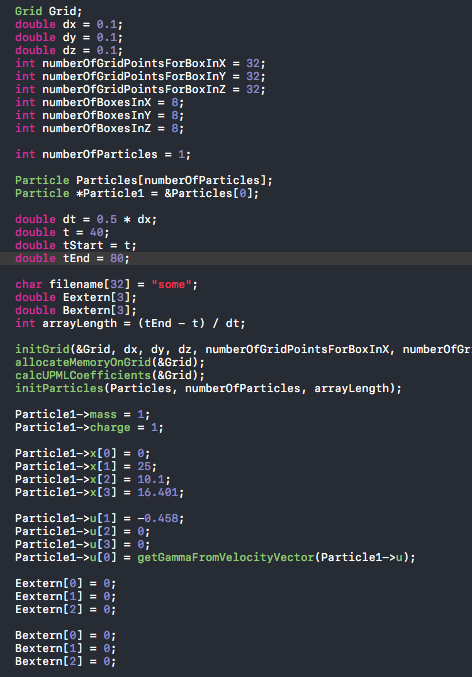 Grid Grid;
double dx = 0.1;
double dy = 0.1;
double dz = 0.1;
int numberOfGridPointsForBoxInX = 32;
int numberOfGridPointsForBoxInY = 32;
int numberOfGridPointsForBoxInZ = 32;
int numberOfBoxesInX = 8;
int numberOfBoxesInY = 8;
int numberOfBoxesInZ = 8;
int numberOfParticles = 1;
Particle Particles[numberOfParticles];
Particle *Particle1 = &Particles[0];
double dt = 0.5 * dx;
double t = 40;
double tStart = t;
double tEnd = 80;
char filename[32] = "some";
double Eextern[3];
double Bextern[3];
int arrayLength = (tEnd - t) / dt;
initGrid(&Grid, dx, dy, dz, numberOfGridPointsForBoxInX, numberOfGr
allocateMemoryOnGrid(&Grid);
calcUPMLCoefficients(&Grid);
initParticles(Particles, numberOfParticles, arrayLength);
Particle1->mass = 1;
Particle1->charge = 1;
Particle1->x[0] = 0;
Particle1->x[1] = 25;
Particle1->x[2] = 10.1;
Particle1->x[3] = 16.401;
Particle1->u[1] = -0.458;
Particle1->u[2] = 0;
Particle1->u[3] = 0;
Particle1->u[0] = getGammaFromVelocityVector(Particle1->u);
Eextern[0] = 0;
Eextern[1] = 0;
Eextern[2] = 0;
Bextern[0] = 0;
Bextern[1] = 0;
Bextern[2] = 0;